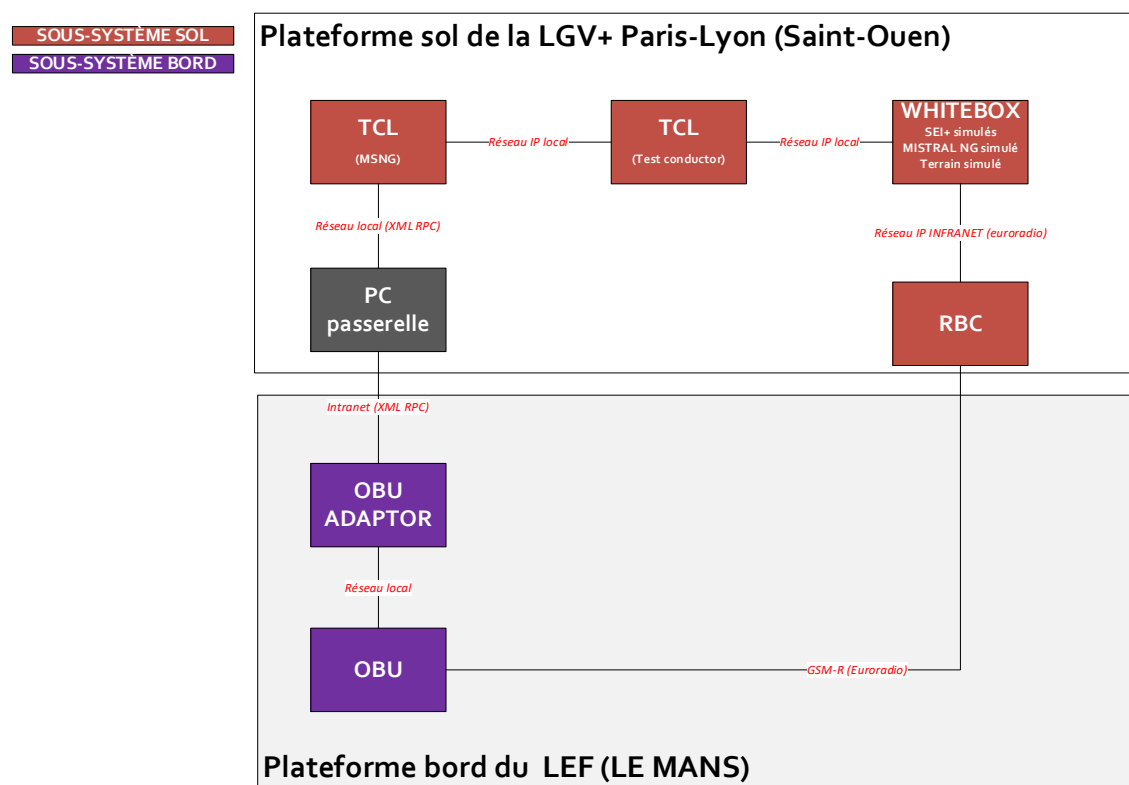 SOUS-SYSTÈME SOL
SOUS-SYSTÈME BORD
Plateforme sol de la LGV+ Paris-Lyon (Saint-Ouen)
TCL
(MSNG)
Réseau IP local
TCL
(Test conductor)
Réseau IP local
WHITEBOX
SEI+ simulés
MISTRAL NG simulé
Terrain simulé
Réseau local (XML RPC)
Réseau IP INFRANET (euroradio)
PC
passerelle
RBC
Intranet (XML RPC)
OBU
ADAPTOR
Réseau local
OBU
GSM-R (Euroradio)
Plateforme bord du LEF (LE MANS)